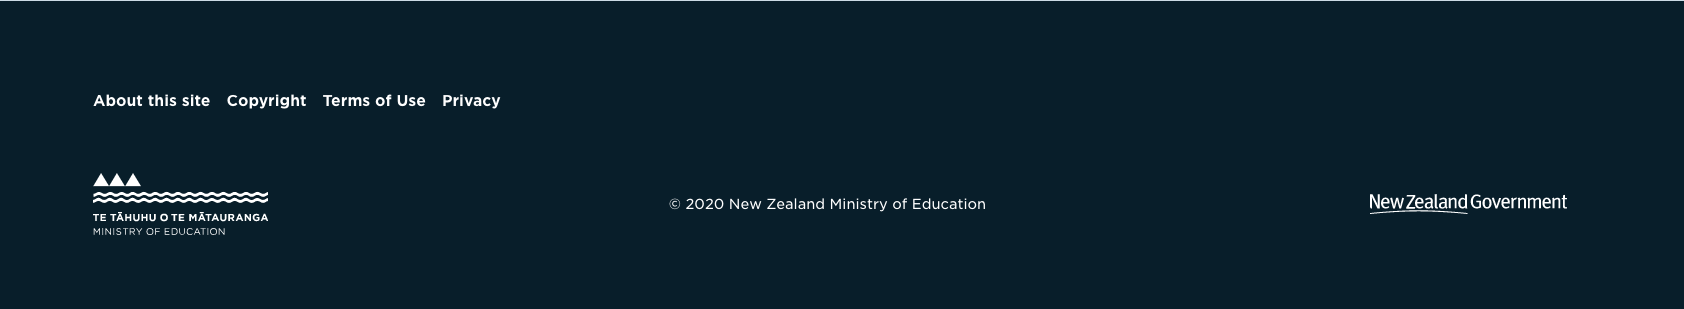 About this site Copyright Terms of Use Privacy
TE TĀHUHU O TE MĀTAURANGA
MINISTRY OF EDUCATION
© 2020 New Zealand Ministry of Education
New Zealand Government